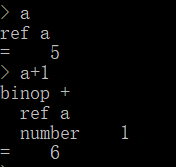 > a
ref a
=    5
> a+1
binop +
  ref a
  number    1
=    6